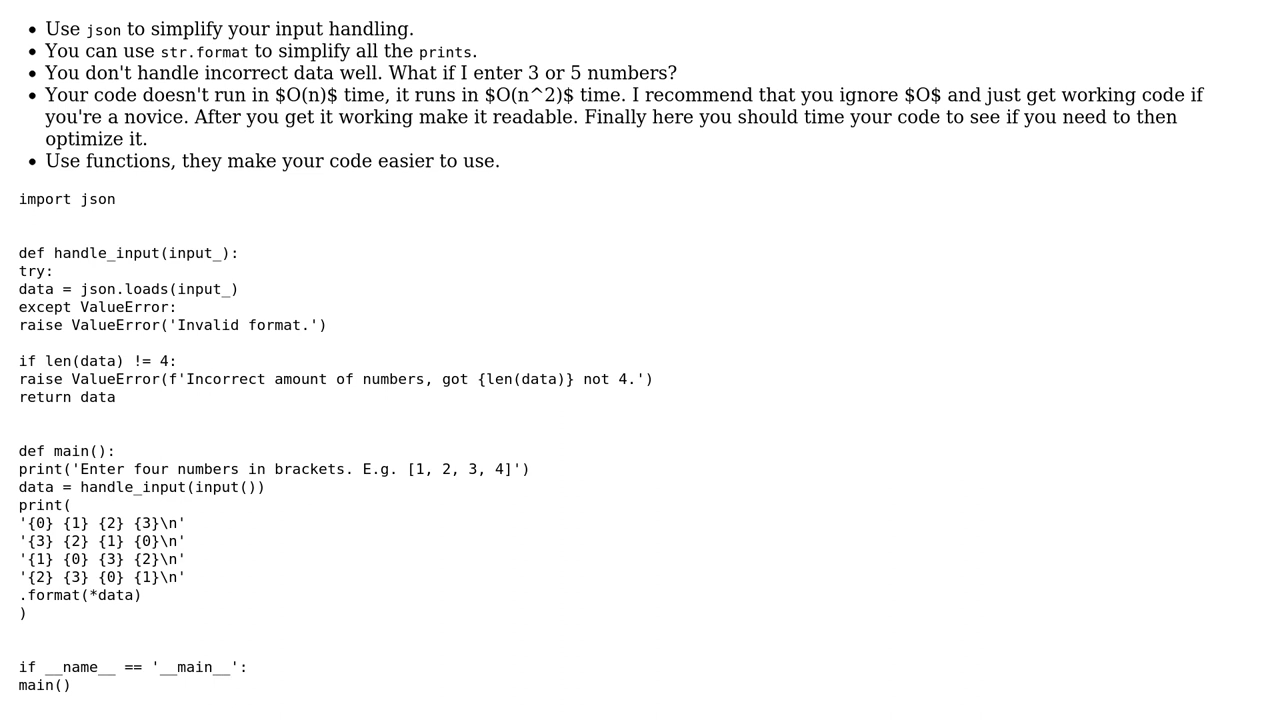 • Use json to simplify your input handling.
• You can use str.format to simplify all the prints.
• You don't handle incorrect data well. What if I enter 3 or 5 numbers?
• Your code doesn't run in $O(n)$ time, it runs in $O(n^2)$ time. I recommend that you ignore $O$ and just get working code if
you're a novice. After you get it working make it readable. Finally here you should time your code to see if you need to then
optimize it.
• Use functions, they make your code easier to use.
import json
def handle_input(input_):
try:
data = json.loads(input_)
except ValueError:
raise ValueError('Invalid format.')
if len(data) != 4:
raise ValueError(f'Incorrect amount of numbers, got {len(data)} not 4.')
return data
def main():
print('Enter four numbers in brackets. E.g. [1, 2, 3, 4]')
data = handle_input(input())
print(
'{0} {1} {2} {3}\n'
'{3} {2} {1} {0}\n'
'{1} {0} {3} {2}\n'
'{2} {3} {0} {1}\n'
.format(*data)
)
if __name__ == '__main__':
main()